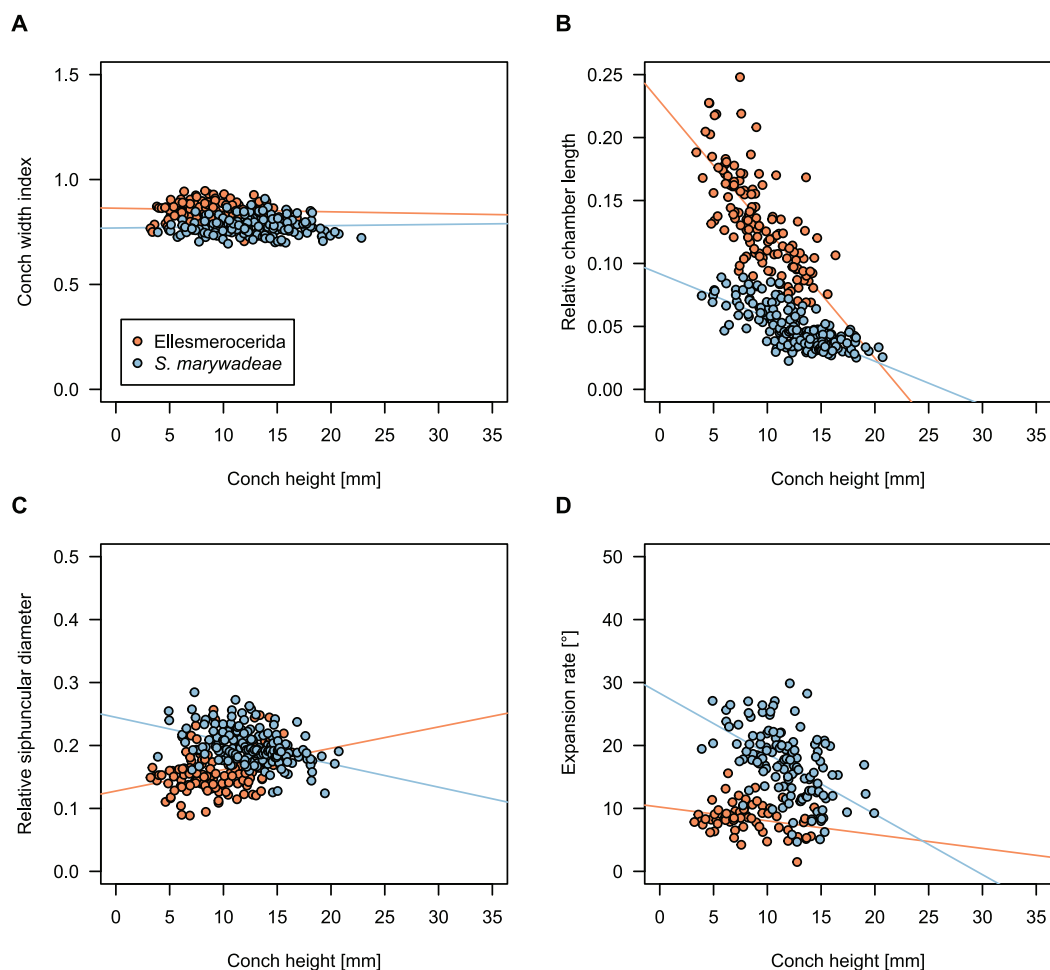 A
1.5
1.0
0.5
0.0
Conch width index
Ellesmerocerida
S. marywadeae
0 5 10 15 20 25 30 35
Conch height [mm]
B
0.25
0.20
0.15
0.10
0.05
0.00
Relative chamber length
0 5 10 15 20 25 30 35
Conch height [mm]
C
0.5
0.4
0.3
0.2
0.1
0.0
Relative siphuncular diameter
0 5 10 15 20 25 30 35
Conch height [mm]
D
50
40
30
20
10
0
Expansion rate [°]
0 5 10 15 20 25 30 35
Conch height [mm]